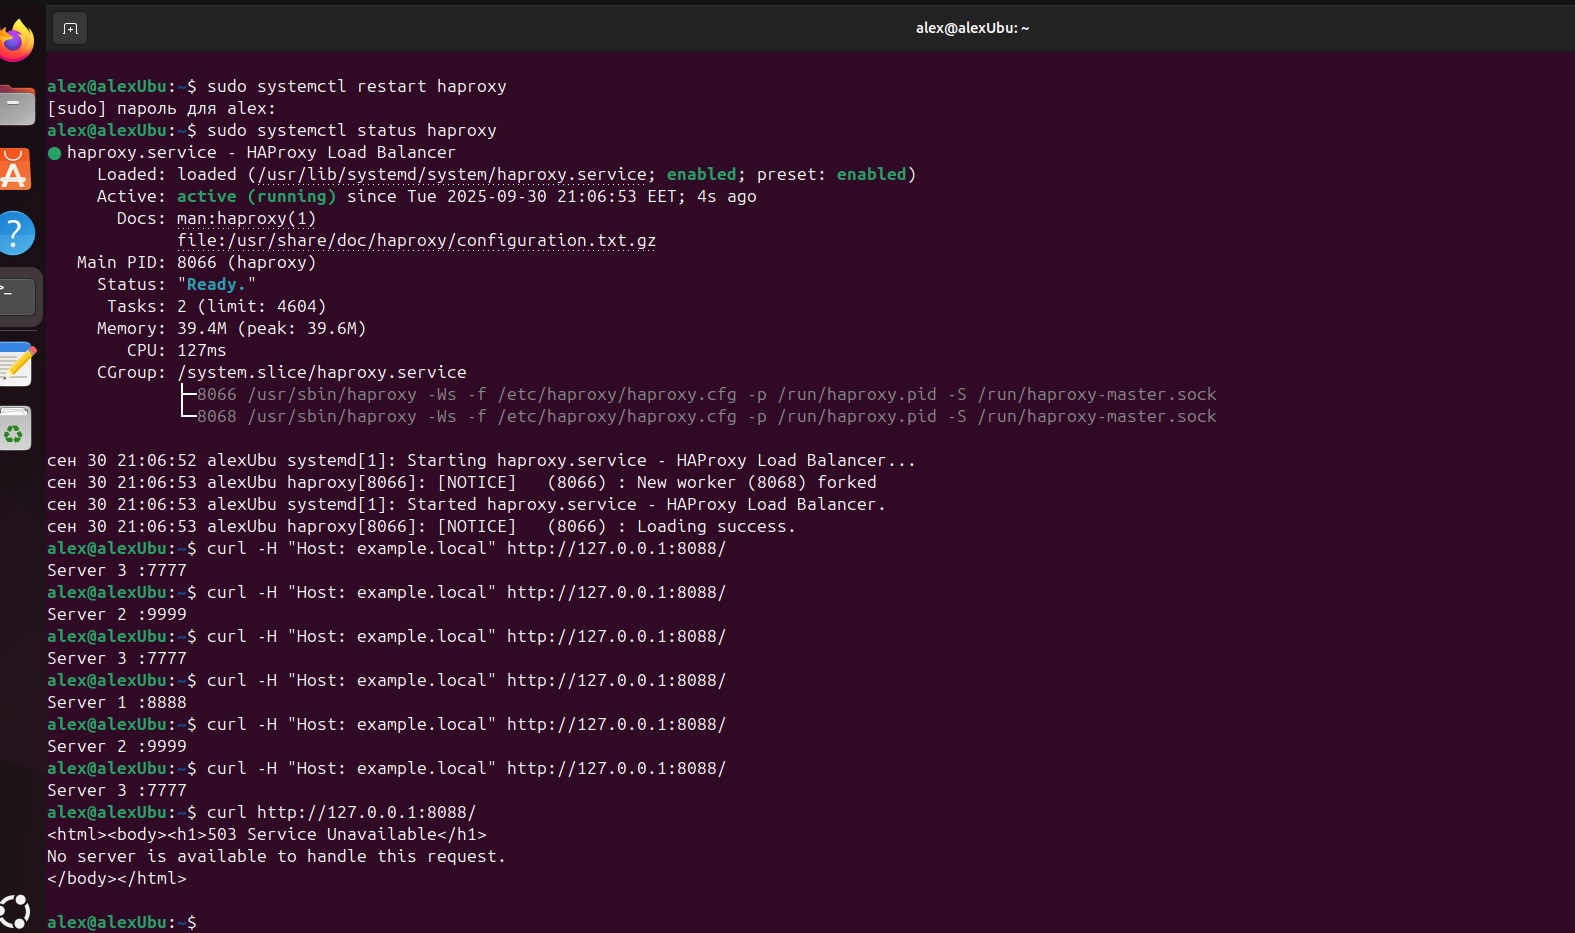 alex@alexUbu: ~
alex@alexUbu:~$ sudo systemctl restart haproxy
[sudo] пароль для alex:
alex@alexUbu:~$ sudo systemctl status haproxy
● haproxy.service - HAProxy Load Balancer
     Loaded: loaded (/usr/lib/systemd/system/haproxy.service; enabled; preset: enabled)
     Active: active (running) since Tue 2025-09-30 21:06:53 EET; 4s ago
       Docs: man:haproxy(1)
             file:/usr/share/doc/haproxy/configuration.txt.gz
   Main PID: 8066 (haproxy)
     Status: "Ready."
      Tasks: 2 (limit: 4604)
     Memory: 39.4M (peak: 39.6M)
        CPU: 127ms
     CGroup: /system.slice/haproxy.service
             ├─8066 /usr/sbin/haproxy -Ws -f /etc/haproxy/haproxy.cfg -p /run/haproxy.pid -S /run/haproxy-master.sock
             └─8068 /usr/sbin/haproxy -Ws -f /etc/haproxy/haproxy.cfg -p /run/haproxy.pid -S /run/haproxy-master.sock
сен 30 21:06:52 alexUbu systemd[1]: Starting haproxy.service - HAProxy Load Balancer...
сен 30 21:06:53 alexUbu haproxy[8066]: [NOTICE]   (8066) : New worker (8068) forked
сен 30 21:06:53 alexUbu systemd[1]: Started haproxy.service - HAProxy Load Balancer.
сен 30 21:06:53 alexUbu haproxy[8066]: [NOTICE]   (8066) : Loading success.
alex@alexUbu:~$ curl -H "Host: example.local" http://127.0.0.1:8088/
Server 3 :7777
alex@alexUbu:~$ curl -H "Host: example.local" http://127.0.0.1:8088/
Server 2 :9999
alex@alexUbu:~$ curl -H "Host: example.local" http://127.0.0.1:8088/
Server 3 :7777
alex@alexUbu:~$ curl -H "Host: example.local" http://127.0.0.1:8088/
Server 1 :8888
alex@alexUbu:~$ curl -H "Host: example.local" http://127.0.0.1:8088/
Server 2 :9999
alex@alexUbu:~$ curl -H "Host: example.local" http://127.0.0.1:8088/
Server 3 :7777
alex@alexUbu:~$ curl http://127.0.0.1:8088/
<html><body><h1>503 Service Unavailable</h1>
No server is available to handle this request.
</body></html>
alex@alexUbu:~$